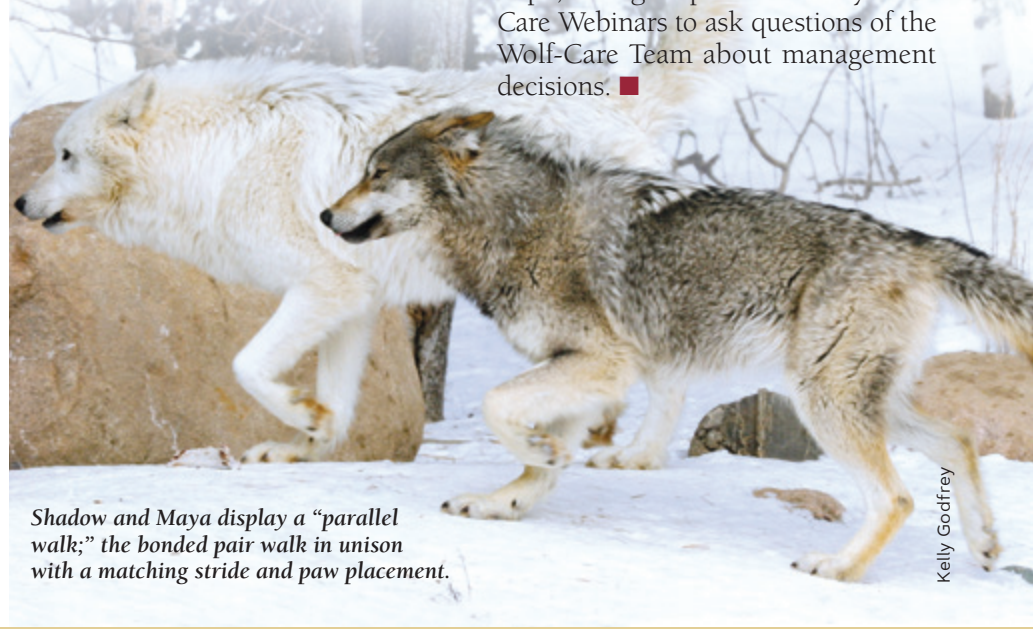 Care Webinars to ask questions of the
Wolf-Care Team about management
decisions. ■
Shadow and Maya display a “parallel
walk;” the bonded pair walk in unison
with a matching stride and paw placement.
Kelly Godfrey